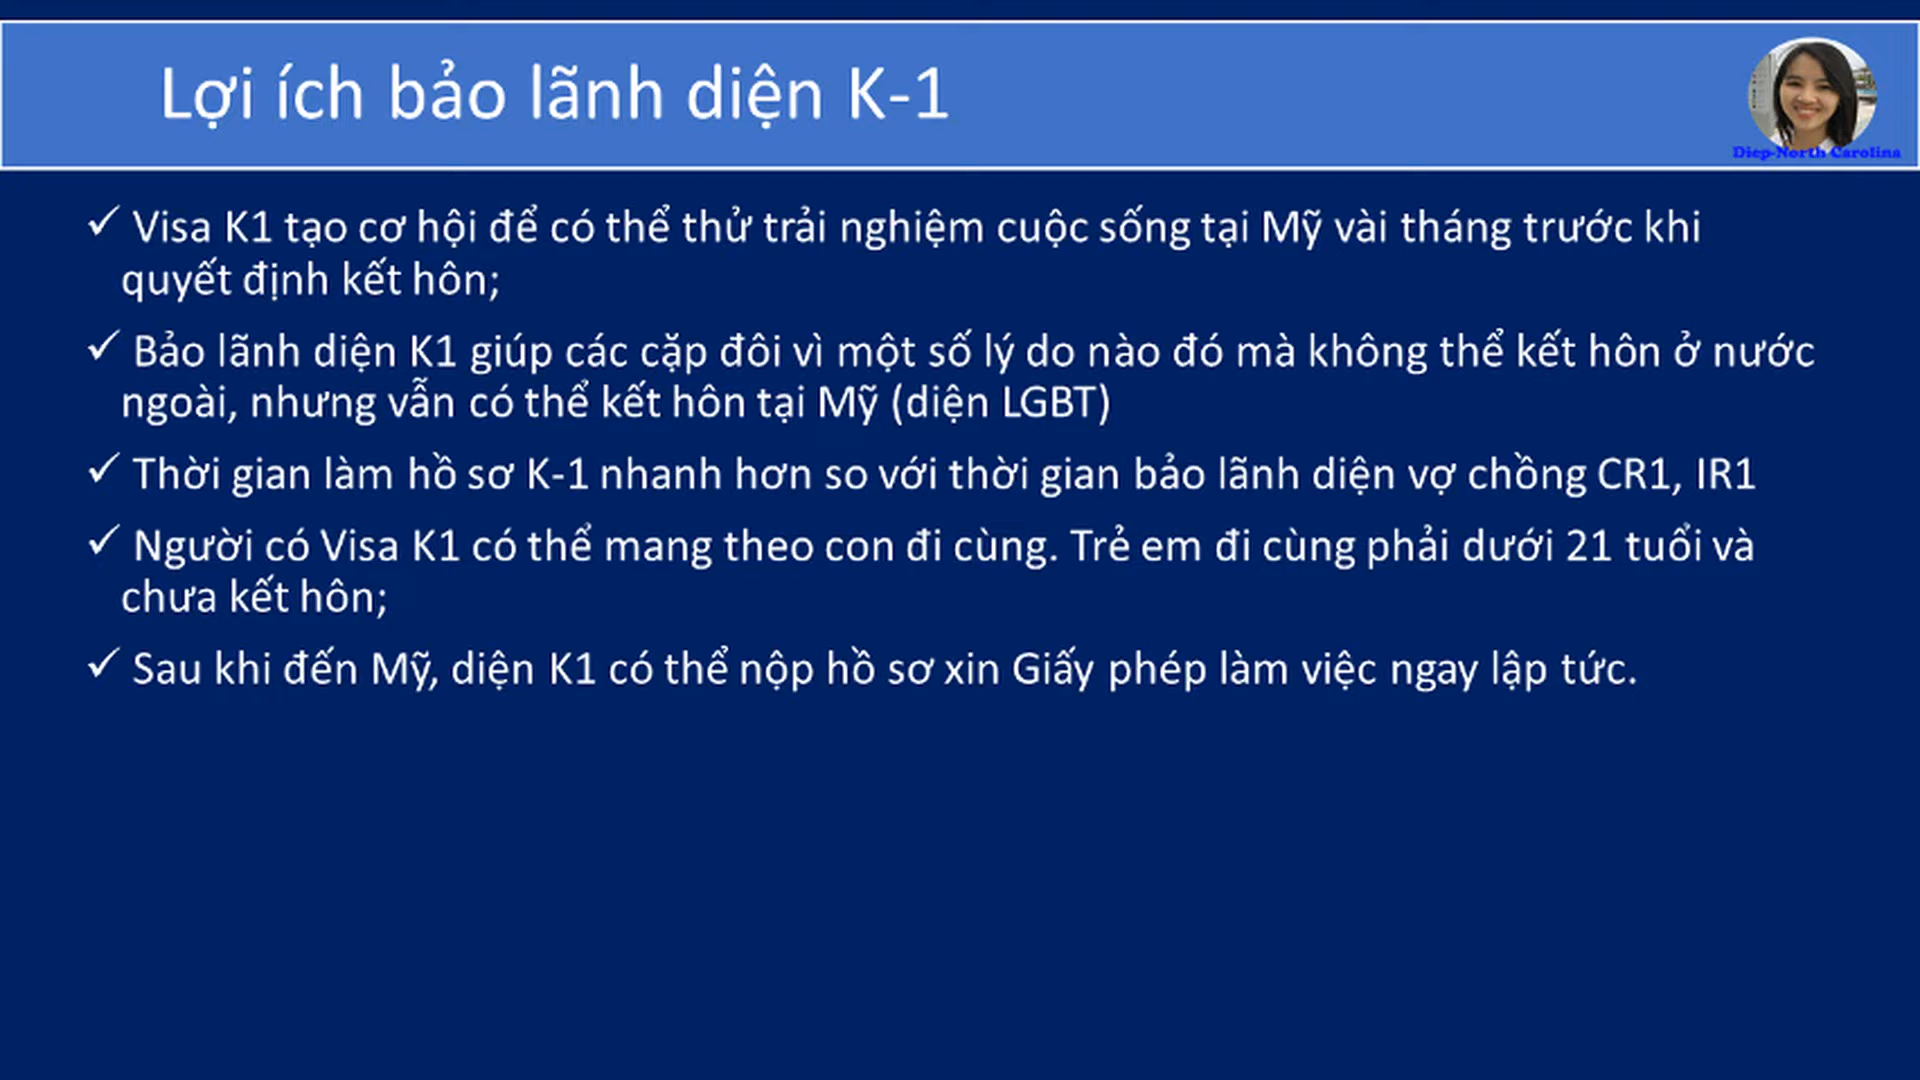 Lợi ích bảo lãnh diện K-1
Diep-North Carolina
✓ Visa K1 tạo cơ hội để có thể thử trải nghiệm cuộc sống tại Mỹ vài tháng trước khi
quyết định kết hôn;
✓ Bảo lãnh diện K1 giúp các cặp đôi vì một số lý do nào đó mà không thể kết hôn ở nước
ngoài, nhưng vẫn có thể kết hôn tại Mỹ (diện LGBT)
✓ Thời gian làm hồ sơ K-1 nhanh hơn so với thời gian bảo lãnh diện vợ chồng CR1, IR1
✓ Người có Visa K1 có thể mang theo con đi cùng. Trẻ em đi cùng phải dưới 21 tuổi và
chưa kết hôn;
✓ Sau khi đến Mỹ, diện K1 có thể nộp hồ sơ xin Giấy phép làm việc ngay lập tức.